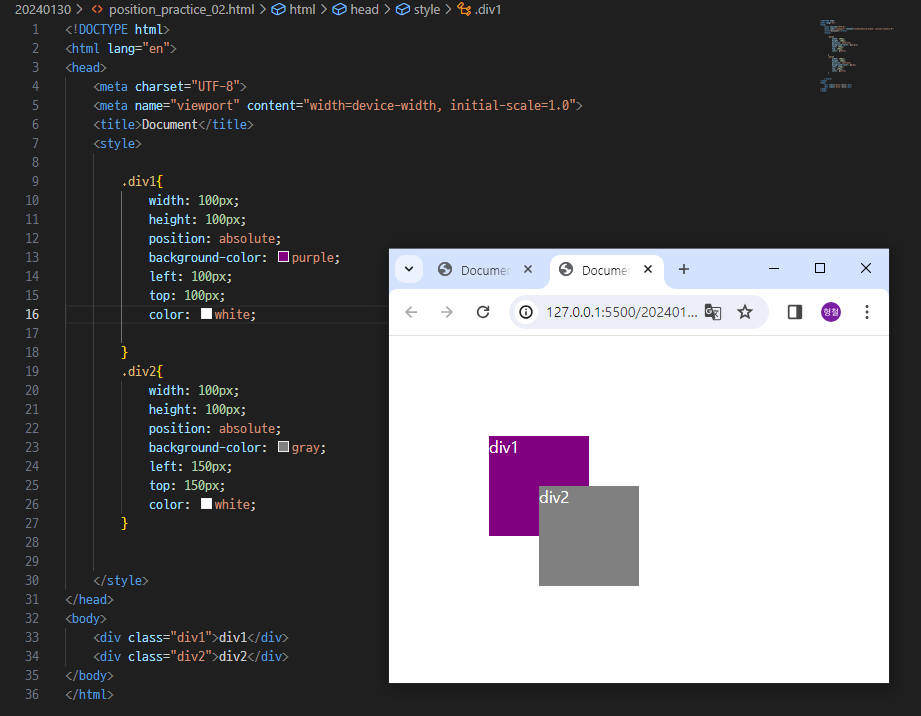 20240130 > <> position_practice_02.html > html > head > style > .div1
1 <!DOCTYPE html>
2 <html lang="en">
3 <head>
4 <meta charset="UTF-8">
5 <meta name="viewport" content="width=device-width, initial-scale=1.0">
6 <title>Document</title>
7 <style>
8
9 .div1{
10 width: 100px;
11 height: 100px;
12 position: absolute;
13 background-color: purple;
14 left: 100px;
15 top: 100px;
16 color: white;
17
18 }
19 .div2{
20 width: 100px;
21 height: 100px;
22 position: absolute;
23 background-color: gray;
24 left: 150px;
25 top: 150px;
26 color: white;
27 }
28
29
30 </style>
31 </head>
32 <body>
33 <div class="div1">div1</div>
34 <div class="div2">div2</div>
35 </body>
36 </html>
Documen Documen
127.0.0.1:5500/202401... 형철
div1
div2